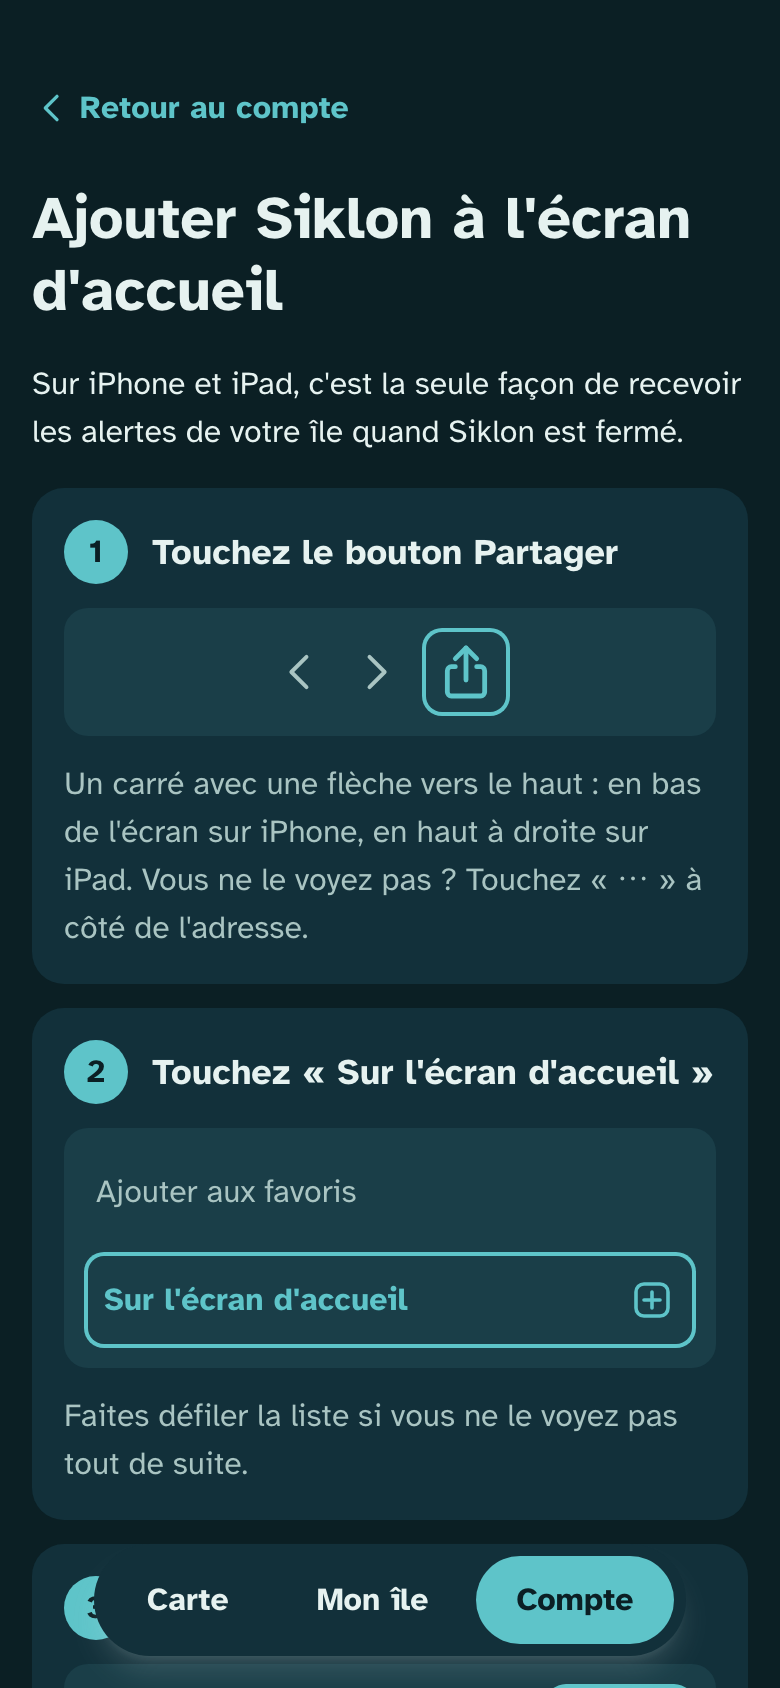 Retour au compte
Ajouter Siklon à l'écran
d'accueil
Sur iPhone et iPad, c'est la seule façon de recevoir
les alertes de votre île quand Siklon est fermé.
1 Touchez le bouton Partager
Un carré avec une flèche vers le haut : en bas
de l'écran sur iPhone, en haut à droite sur
iPad. Vous ne le voyez pas ? Touchez « ··· » à
côté de l'adresse.
2 Touchez « Sur l'écran d'accueil »
Ajouter aux favoris
Sur l'écran d'accueil
Faites défiler la liste si vous ne le voyez pas
tout de suite.
3
Carte Mon île Compte